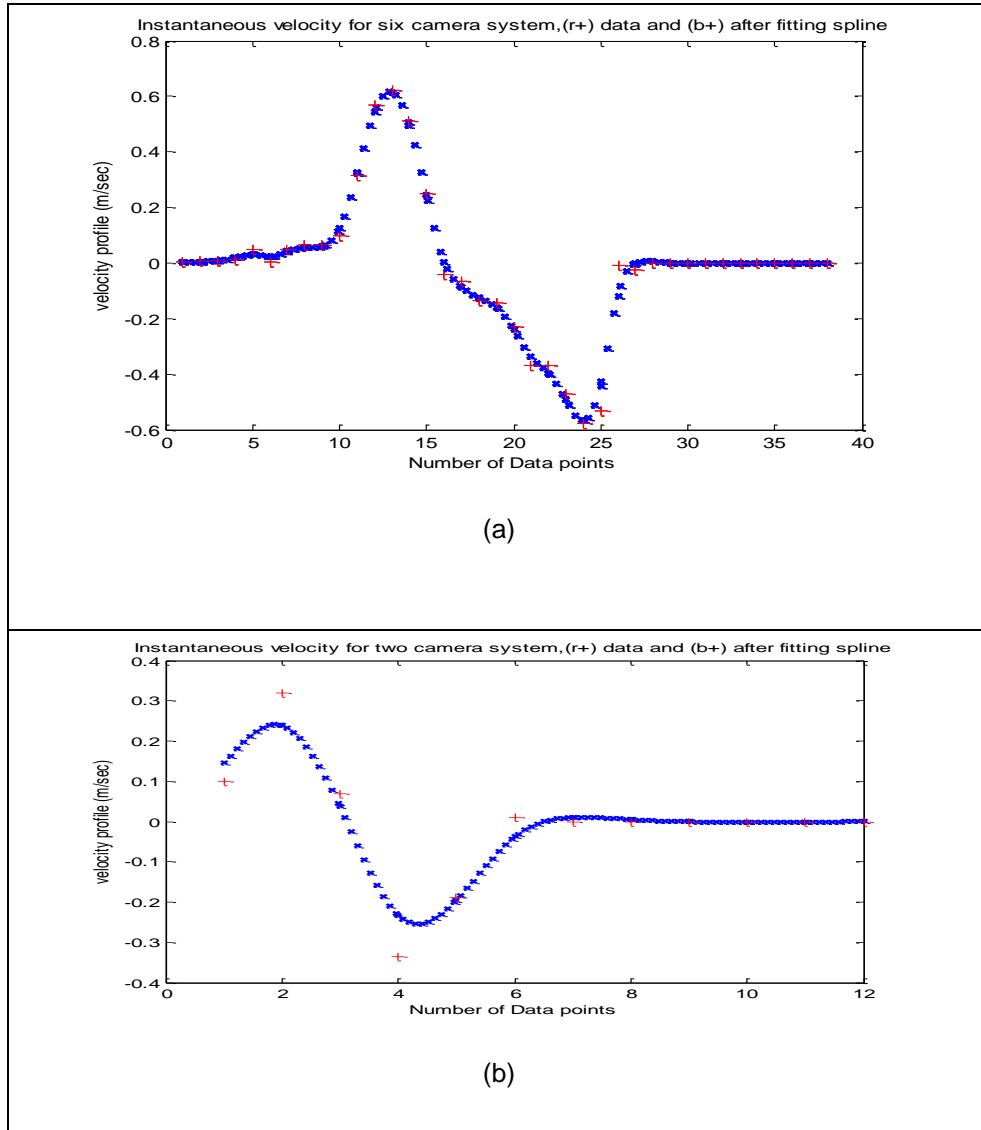 Instantaneous velocity for six camera system,(r+) data and (b+) after fitting spline
0.8
0.6
0.4
0.2
0
-0.2
-0.4
-0.6
velocity profile (m/sec)
0 5 10 15 20 25 30 35 40
Number of Data points
(a)
Instantaneous velocity for two camera system,(r+) data and (b+) after fitting spline
0.4
0.3
0.2
0.1
0
-0.1
-0.2
-0.3
-0.4
velocity profile (m/sec)
0 2 4 6 8 10 12
Number of Data points
(b)